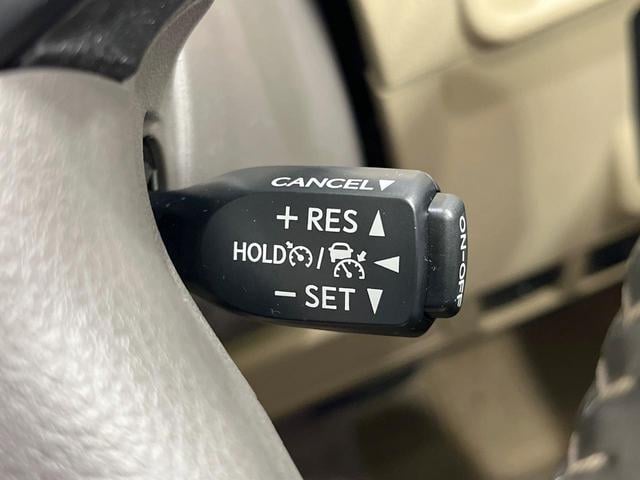 CANCEL▼
+ RES ▲
HOLD / ◀
− SET ▼
ON-OFF